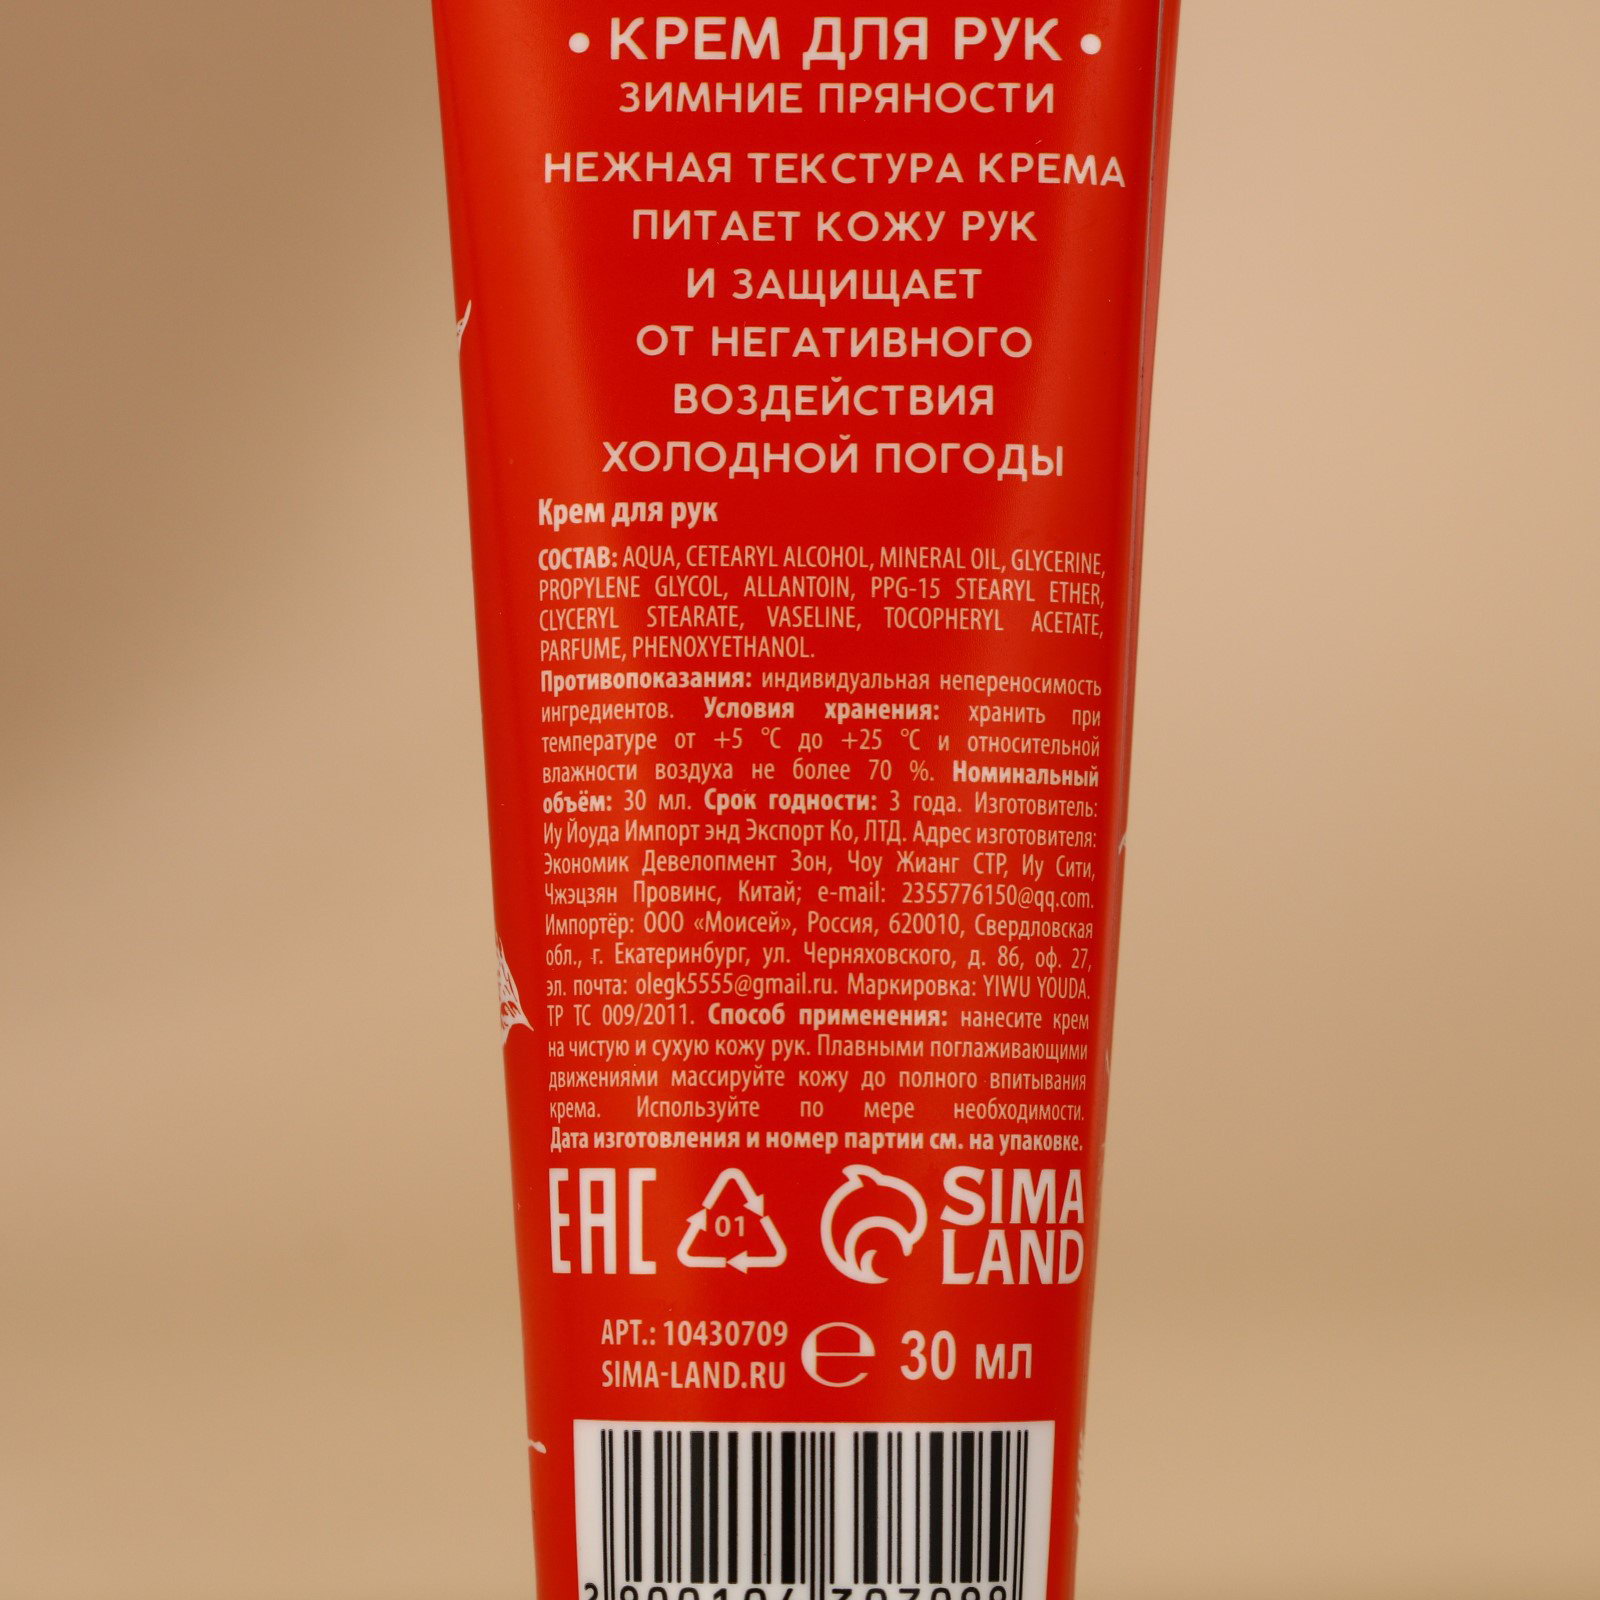 • КРЕМ ДЛЯ РУК •
ЗИМНИЕ ПРЯНОСТИ
НЕЖНАЯ ТЕКСТУРА КРЕМА
ПИТАЕТ КОЖУ РУК
И ЗАЩИЩАЕТ
ОТ НЕГАТИВНОГО
ВОЗДЕЙСТВИЯ
ХОЛОДНОЙ ПОГОДЫ
Крем для рук
СОСТАВ: AQUA, CETEARYL ALCOHOL, MINERAL OIL, GLYCERINE,
PROPYLENE GLYCOL, ALLANTOIN, PPG-15 STEARYL ETHER,
CLYCERYL STEARATE, VASELINE, TOCOPHERYL ACETATE,
PARFUME, PHENOXYETHANOL.
Противопоказания: индивидуальная непереносимость
ингредиентов. Условия хранения: хранить при
температуре от +5 °C до +25 °C и относительной
влажности воздуха не более 70 %. Номинальный
объём: 30 мл. Срок годности: 3 года. Изготовитель:
Иу Йоуда Импорт энд Экспорт Ко, ЛТД. Адрес изготовителя:
Экономик Девелопмент Зон, Чоу Жианг СТР, Иу Сити,
Чжэцзян Провинс, Китай; e-mail: 2355776150@qq.com.
Импортёр: ООО «Моисей», Россия, 620010, Свердловская
обл., г. Екатеринбург, ул. Черняховского, д. 86, оф. 27,
эл. почта: olegk5555@gmail.ru. Маркировка: YIWU YOUDA.
ТР ТС 009/2011. Способ применения: нанесите крем
на чистую и сухую кожу рук. Плавными поглаживающими
движениями массируйте кожу до полного впитывания
крема. Используйте по мере необходимости.
Дата изготовления и номер партии см. на упаковке.
EAC 01 SIMA
LAND
АРТ.: 10430709
SIMA-LAND.RU
℮ 30 мл